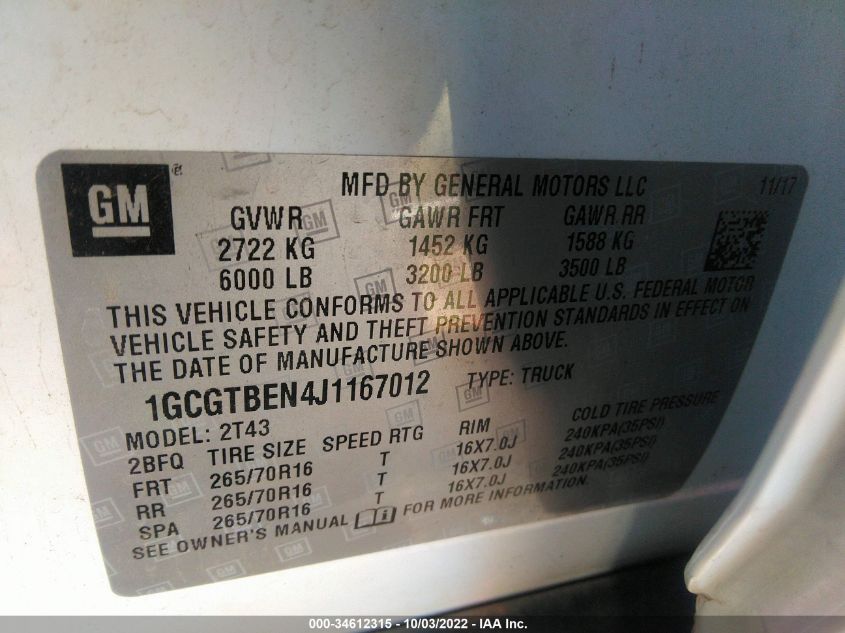 GM ®
MFD BY GENERAL MOTORS LLC 11/17
GVWR GAWR FRT GAWR RR
2722 KG 1452 KG 1588 KG
6000 LB 3200 LB 3500 LB
THIS VEHICLE CONFORMS TO ALL APPLICABLE U.S. FEDERAL MOTOR
VEHICLE SAFETY AND THEFT PREVENTION STANDARDS IN EFFECT ON
THE DATE OF MANUFACTURE SHOWN ABOVE.
1GCGTBEN4J1167012 TYPE: TRUCK
MODEL: 2T43
2BFQ TIRE SIZE SPEED RTG RIM COLD TIRE PRESSURE
FRT 265/70R16 T 16X7.0J 240KPA(35PSI)
RR 265/70R16 T 16X7.0J 240KPA(35PSI)
SPA 265/70R16 T 16X7.0J 240KPA(35PSI)
SEE OWNER'S MANUAL FOR MORE INFORMATION.
000-34612315 - 10/03/2022 - IAA Inc.